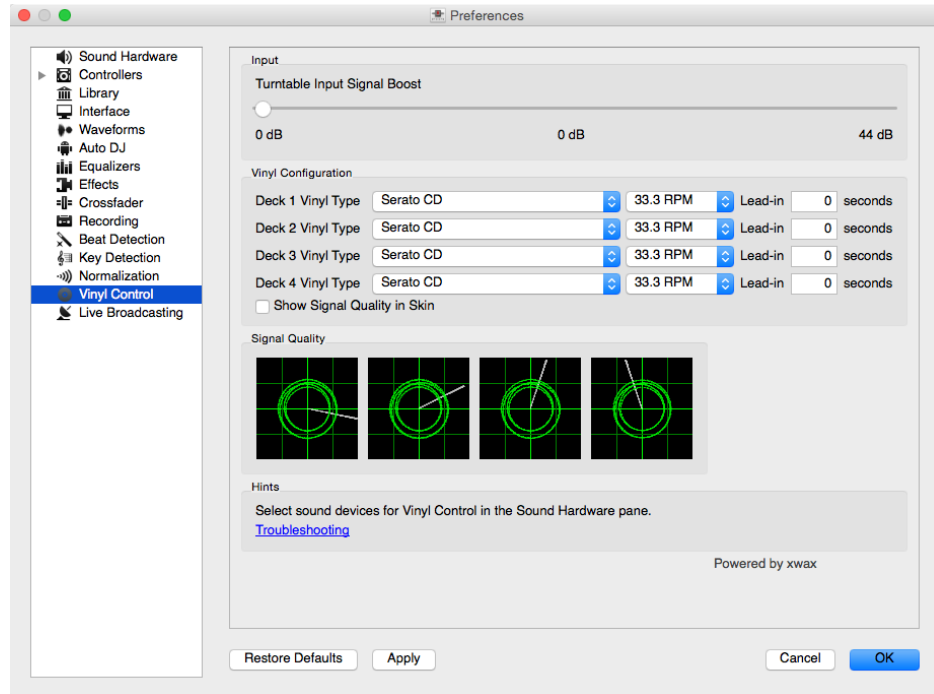 Preferences
Sound Hardware
Controllers
Library
Interface
Waveforms
Auto DJ
Equalizers
Effects
Crossfader
Recording
Beat Detection
Key Detection
Normalization
Vinyl Control
Live Broadcasting
Input
Turntable Input Signal Boost
0 dB 0 dB 44 dB
Vinyl Configuration
Deck 1 Vinyl Type Serato CD 33.3 RPM Lead-in 0 seconds
Deck 2 Vinyl Type Serato CD 33.3 RPM Lead-in 0 seconds
Deck 3 Vinyl Type Serato CD 33.3 RPM Lead-in 0 seconds
Deck 4 Vinyl Type Serato CD 33.3 RPM Lead-in 0 seconds
Show Signal Quality in Skin
Signal Quality
Hints
Select sound devices for Vinyl Control in the Sound Hardware pane.
Troubleshooting
Powered by xwax
Restore Defaults Apply Cancel OK